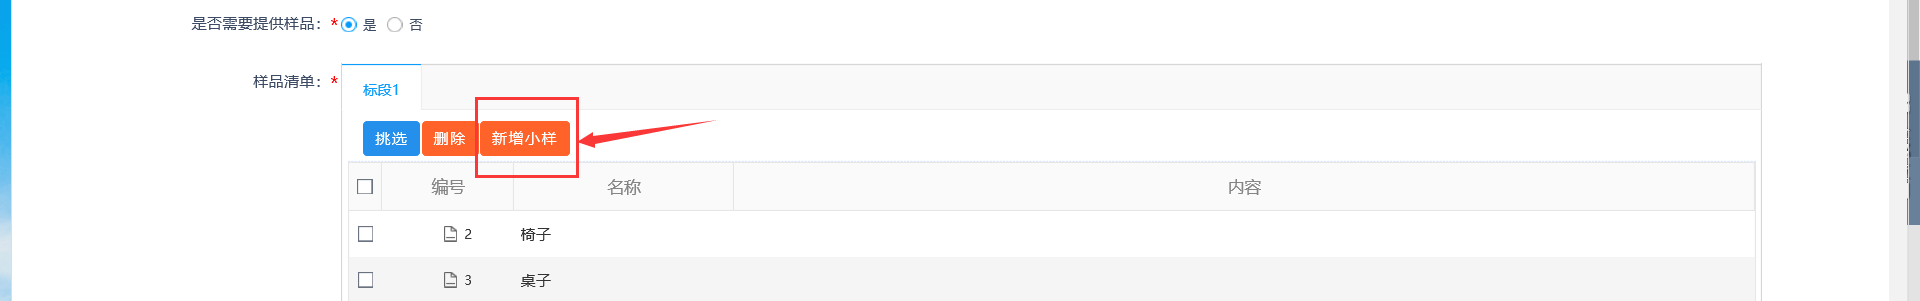 是否需要提供样品：* 是 否
样品清单：* 标段1
挑选 删除 新增小样
编号 名称 内容
2 椅子
3 桌子